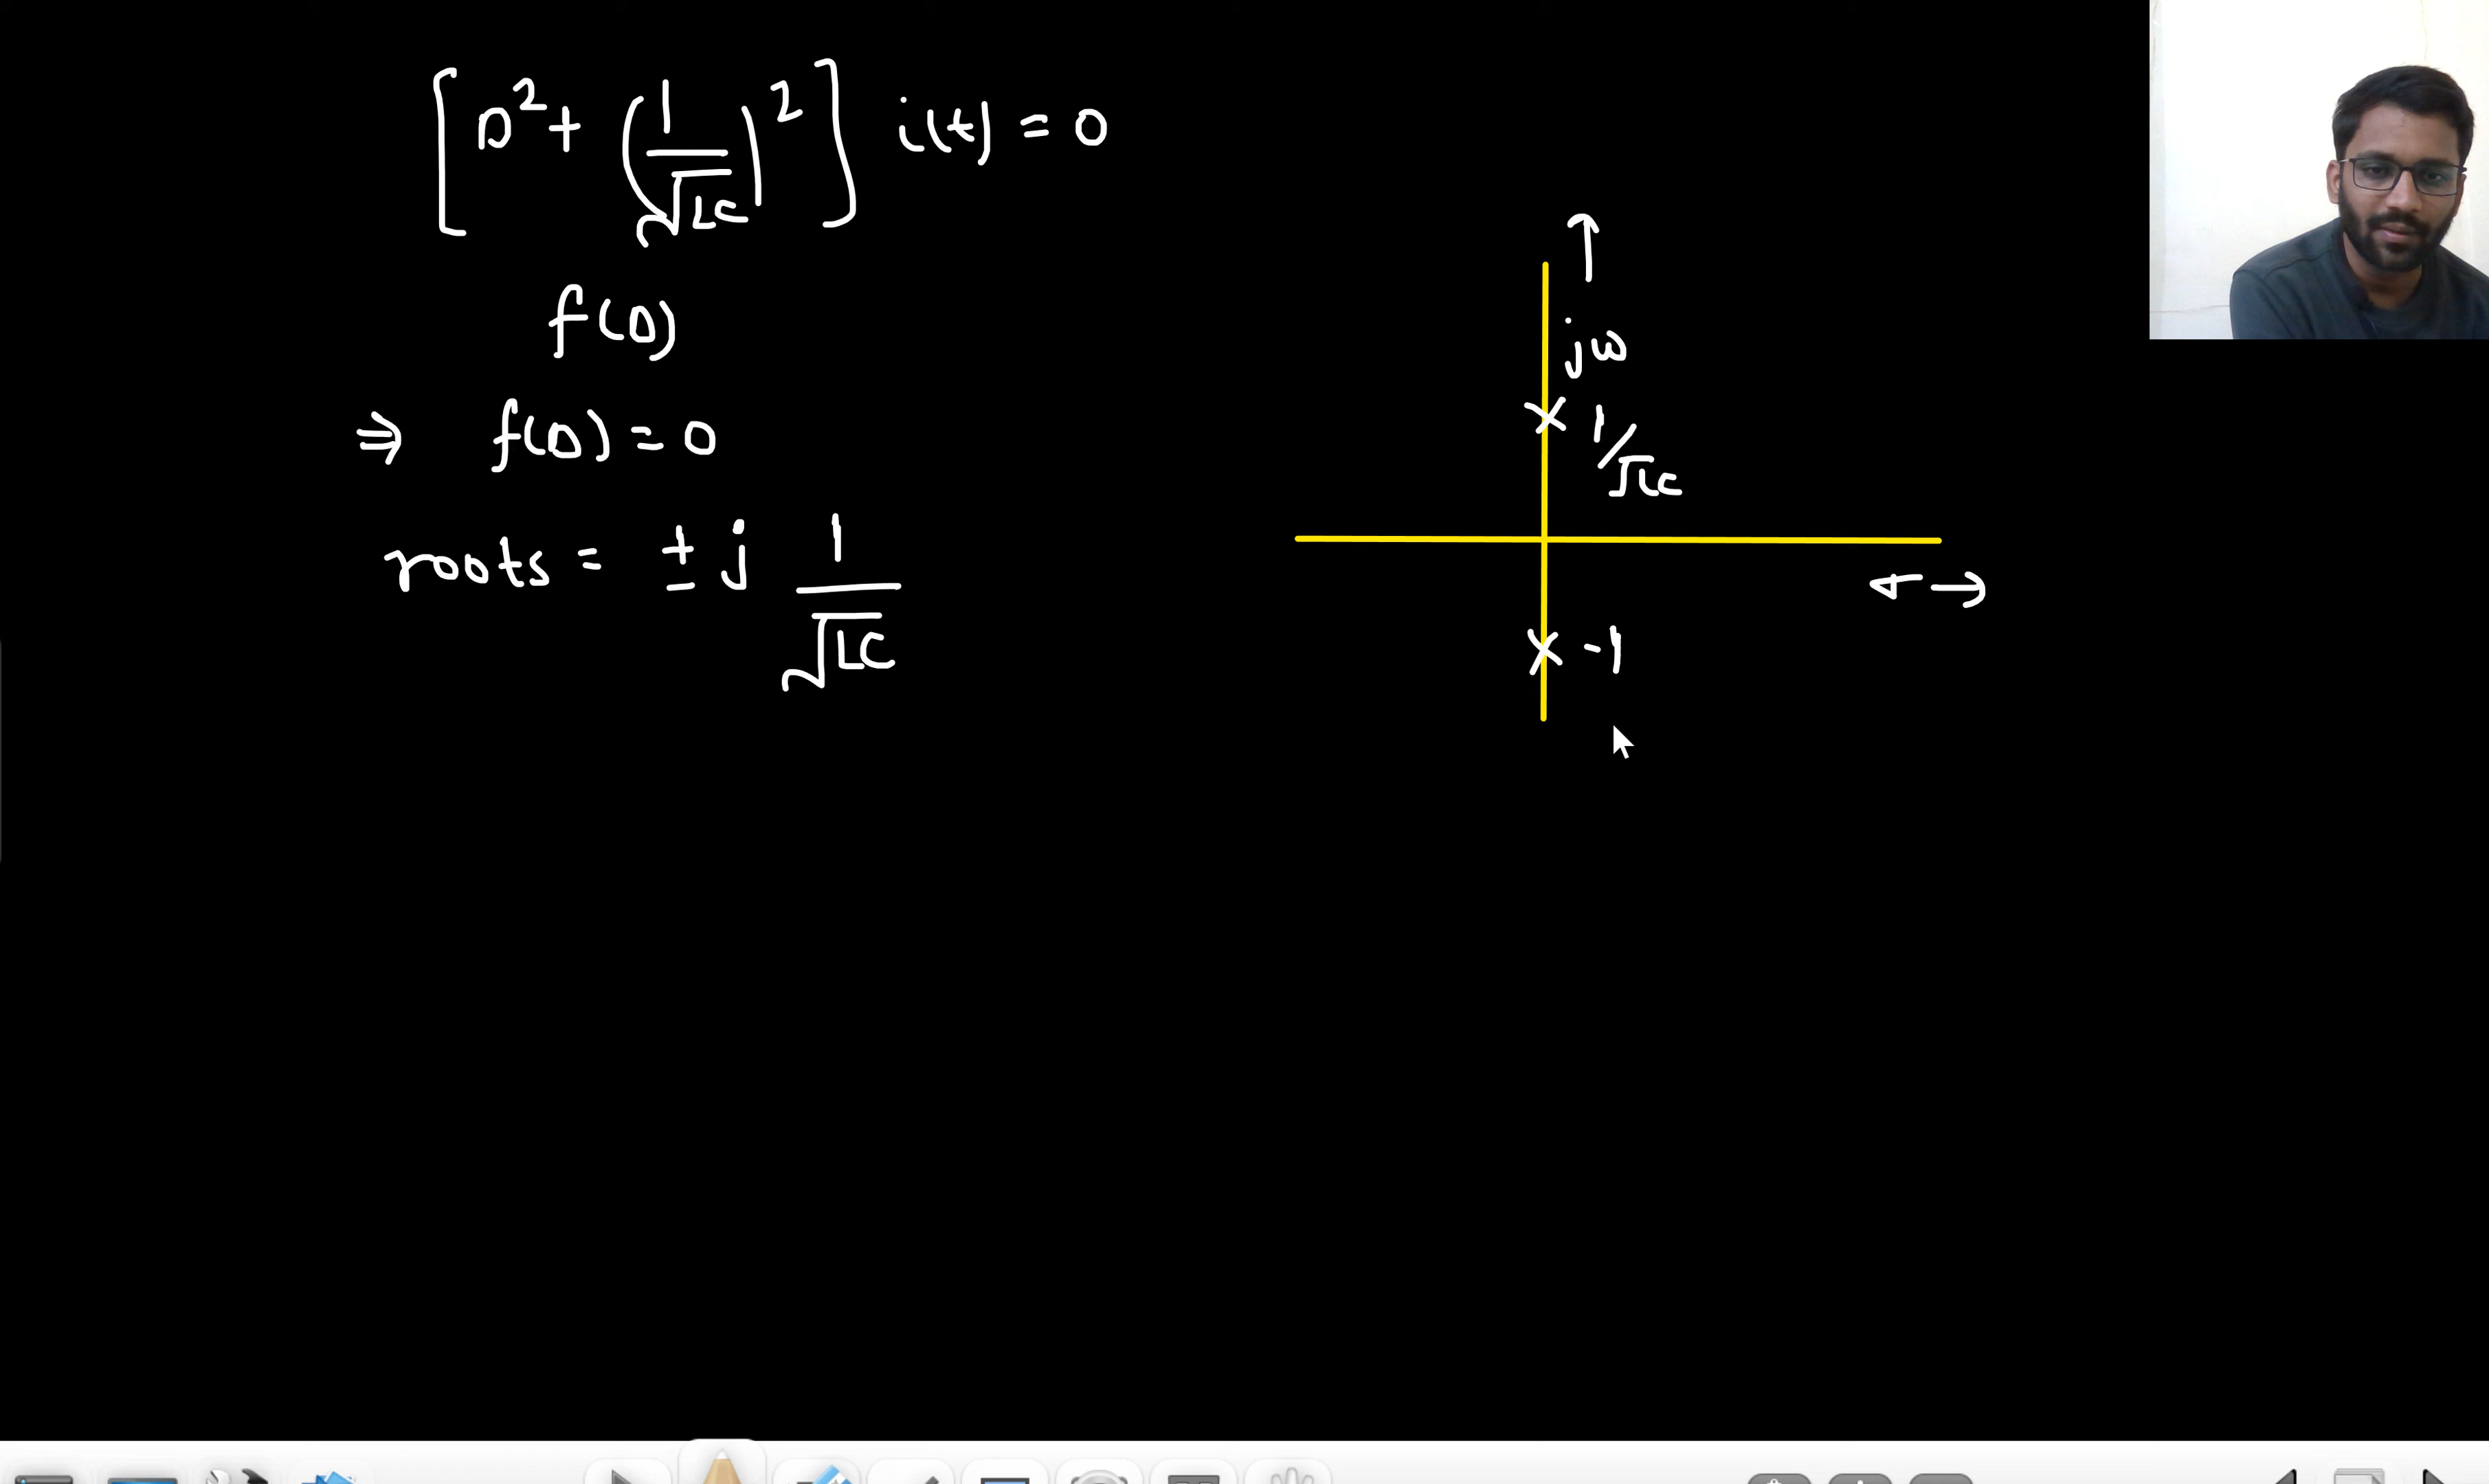 [D² + (1/√LC)²] i(t) = 0
f(D)
⇒ f(D) = 0
roots = ± j 1/√LC
jω
1/√LC
-1